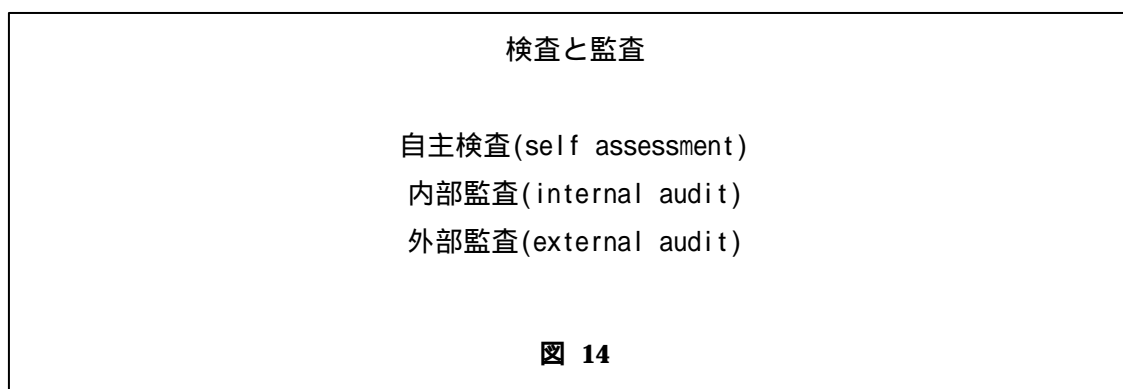 検査と監査
自主検査(self assessment)
内部監査(internal audit)
外部監査(external audit)
図 14